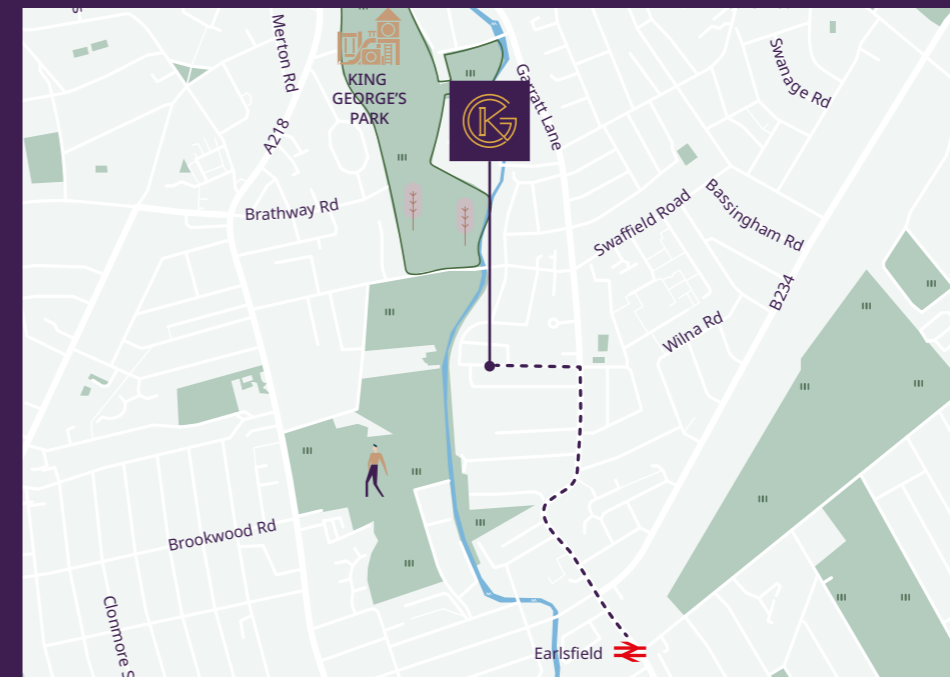 Merton Rd
KING
GEORGE'S
PARK
Garratt Lane
Swanage Rd
A218
KG
Brathway Rd
Swaffield Road
Bassingham Rd
B234
Wilna Rd
Brookwood Rd
Clonmore S
Earlsfield